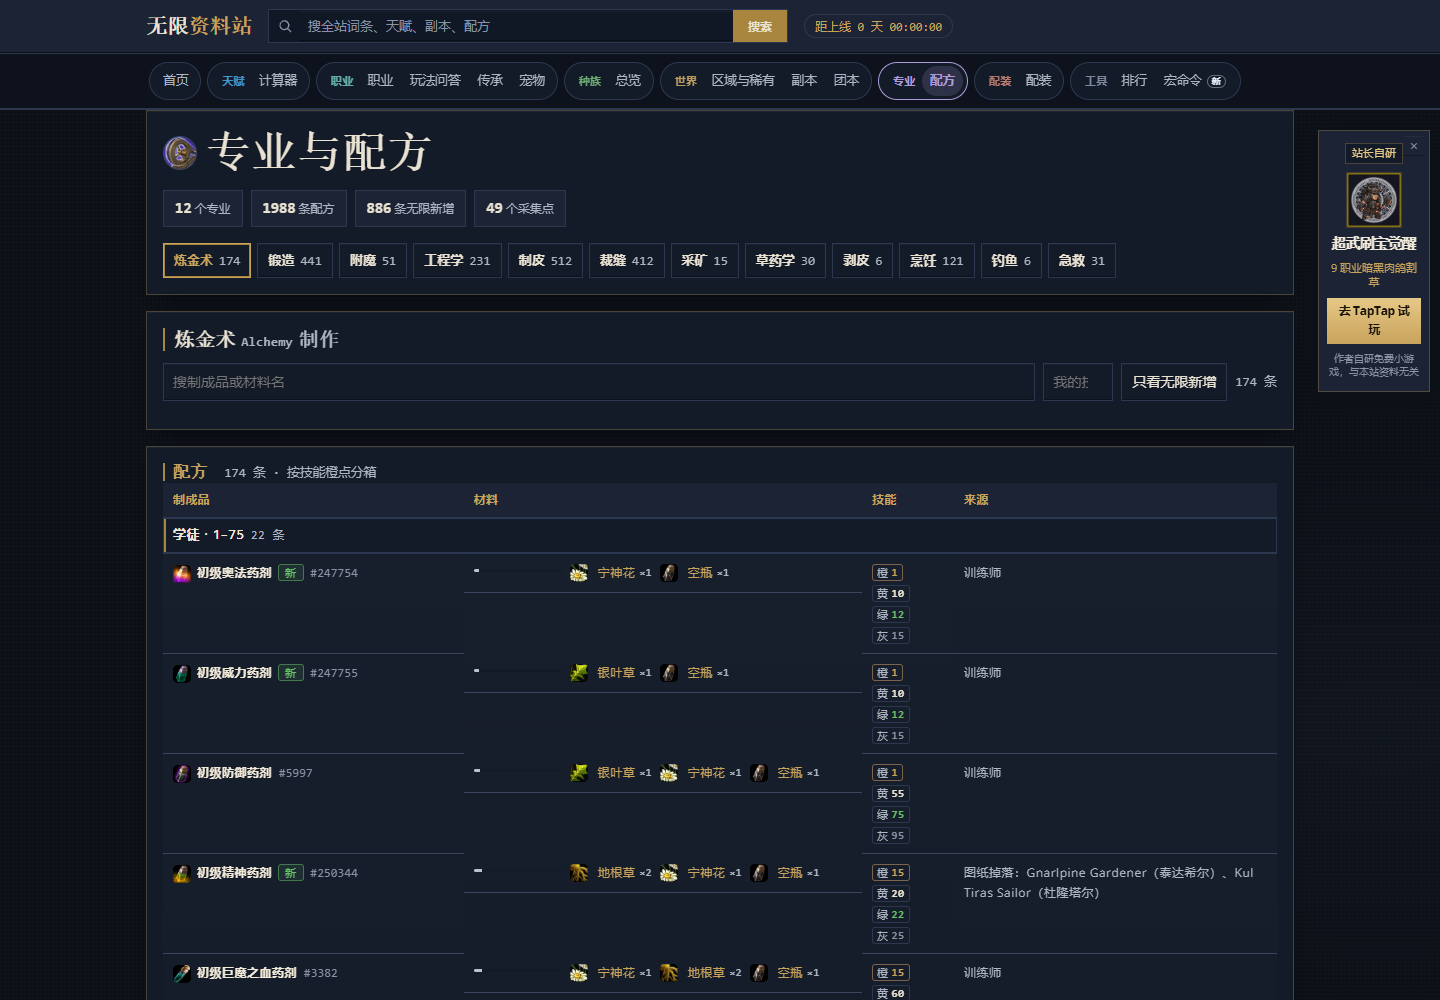 无限资料站
搜全站词条、天赋、副本、配方
搜索
距上线 0 天 00:00:00
首页 天赋 计算器 职业 职业 玩法问答 传承 宠物 种族 总览 世界 区域与稀有 副本 团本 专业 配方 配装 配装 工具 排行 宏命令 新
专业与配方
12 个专业 1988 条配方 886 条无限新增 49 个采集点
炼金术 174 锻造 441 附魔 51 工程学 231 制皮 512 裁缝 412 采矿 15 草药学 30 剥皮 6 烹饪 121 钓鱼 6 急救 31
站长自研 ×
超武刷宝觉醒
9 职业暗黑肉鸽割
草
去 TapTap 试
玩
作者自研免费小游
戏，与本站资料无关
炼金术 Alchemy 制作
搜制成品或材料名
只看无限新增 174 条
配方 174 条 · 按技能橙点分箱
制成品 材料 技能 来源
学徒 · 1–75 22 条
初级奥法药剂 新 #247754 宁神花 ×1 空瓶 ×1 橙 1 训练师
黄 10
绿 12
灰 15
初级威力药剂 新 #247755 银叶草 ×1 空瓶 ×1 橙 1 训练师
黄 10
绿 12
灰 15
初级防御药剂 #5997 银叶草 ×1 宁神花 ×1 空瓶 ×1 橙 1 训练师
黄 55
绿 75
灰 95
初级精神药剂 新 #250344 地根草 ×2 宁神花 ×1 空瓶 ×1 橙 15 图纸掉落：Gnarlpine Gardener（泰达希尔）、Kul
Tiras Sailor（杜隆塔尔）
黄 20
绿 22
灰 25
初级巨魔之血药剂 #3382 宁神花 ×1 地根草 ×2 空瓶 ×1 橙 15 训练师
黄 60